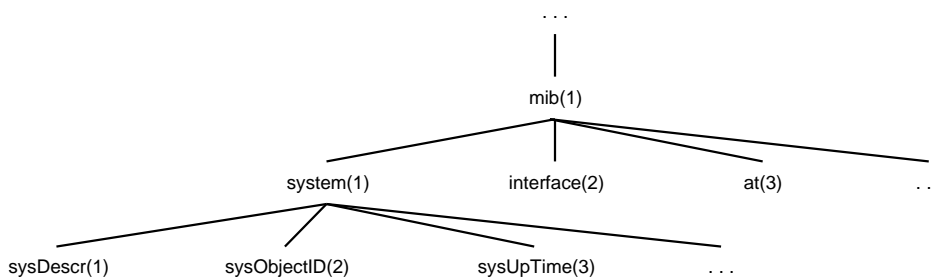 . . .
mib(1)
system(1) interface(2) at(3) . .
sysDescr(1) sysObjectID(2) sysUpTime(3) . . .